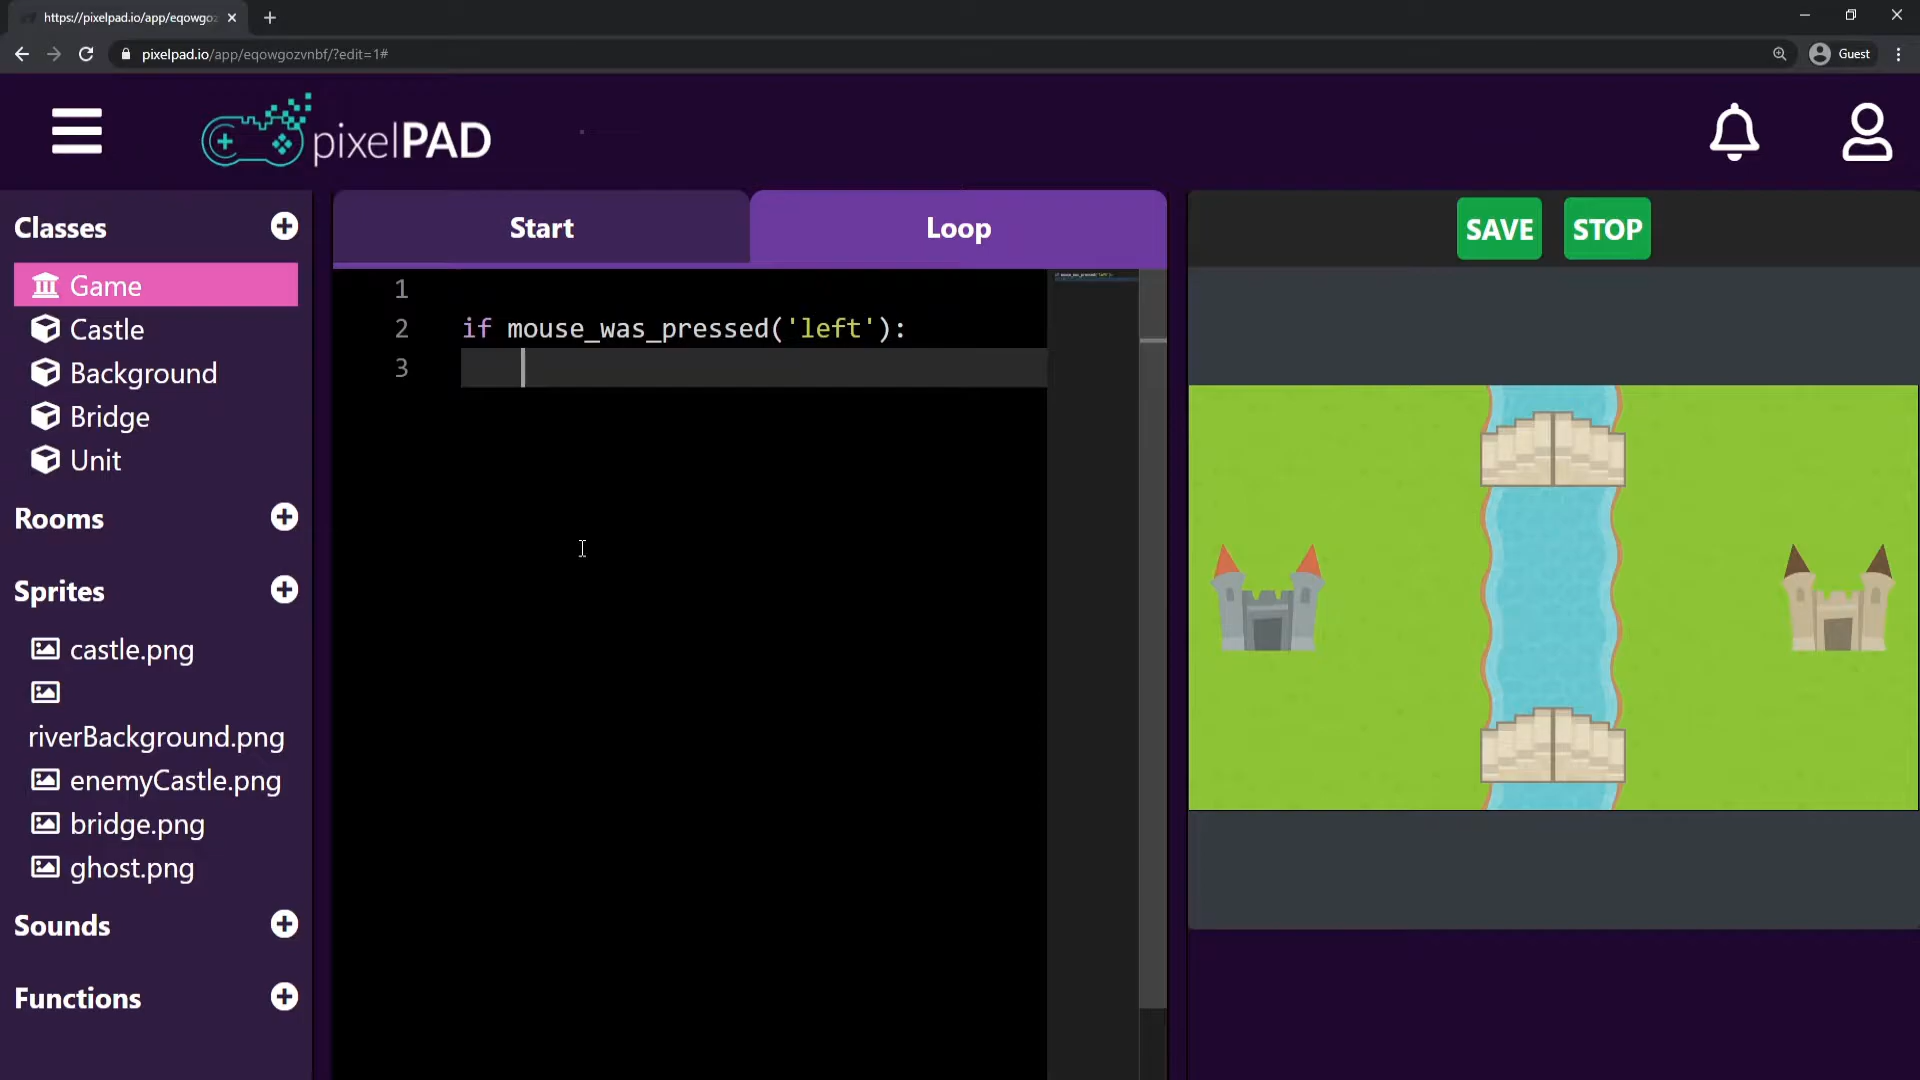 https://pixelpad.io/app/eqowgoz
pixelpad.io/app/eqowgozvnbf/?edit=1#
Guest
pixelPAD
Classes
Game
Castle
Background
Bridge
Unit
Rooms
Sprites
castle.png
riverBackground.png
enemyCastle.png
bridge.png
ghost.png
Sounds
Functions
Start
Loop
1
2 if mouse_was_pressed('left'):
3
SAVE
STOP